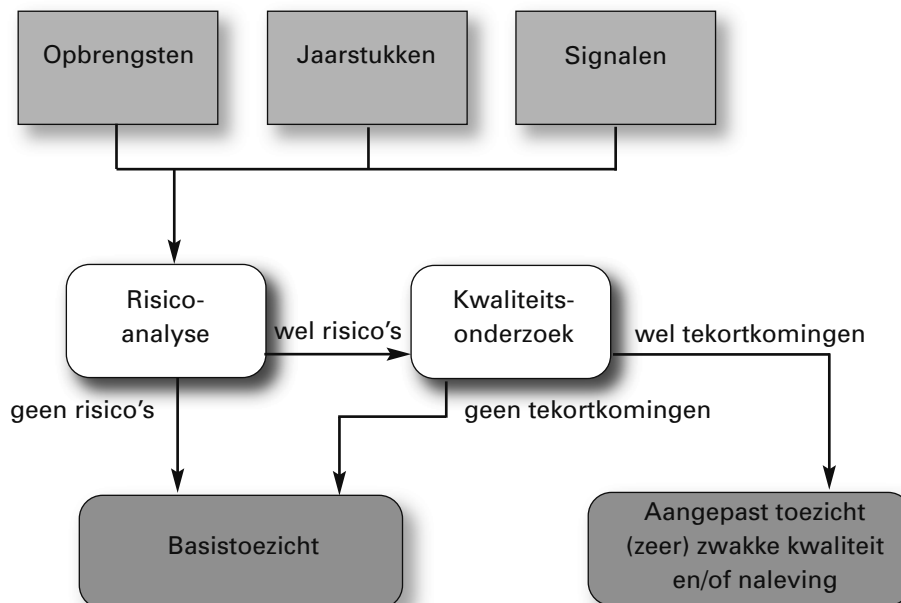 Opbrengsten
Jaarstukken
Signalen
Risico-
analyse
wel risico's
Kwaliteits-
onderzoek
wel tekortkomingen
geen risico's
geen tekortkomingen
Basistoezicht
Aangepast toezicht
(zeer) zwakke kwaliteit
en/of naleving